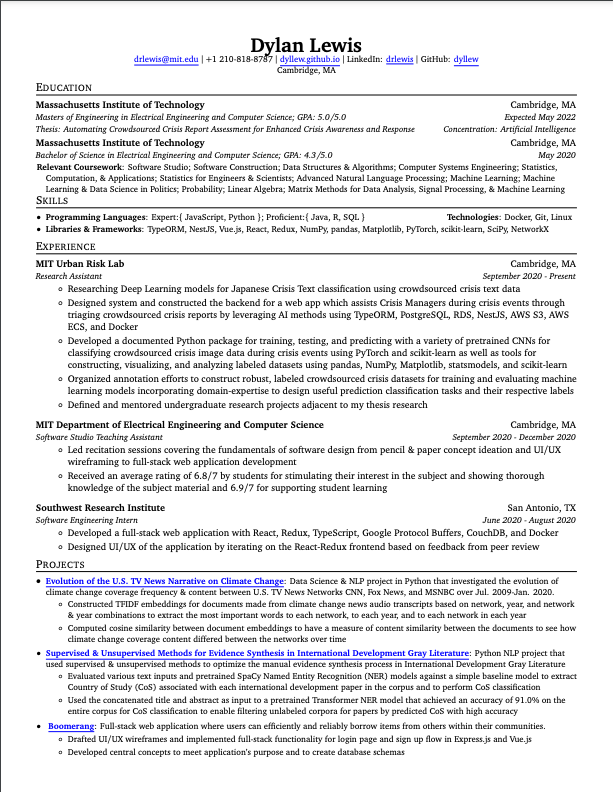 Dylan Lewis
drlewis@mit.edu | +1 210-818-8787 | dyllew.github.io | LinkedIn: drlewis | GitHub: dyllew
Cambridge, MA
Education
Massachusetts Institute of Technology Cambridge, MA
Masters of Engineering in Electrical Engineering and Computer Science; GPA: 5.0/5.0 Expected May 2022
Thesis: Automating Crowdsourced Crisis Report Assessment for Enhanced Crisis Awareness and Response Concentration: Artificial Intelligence
Massachusetts Institute of Technology Cambridge, MA
Bachelor of Science in Electrical Engineering and Computer Science; GPA: 4.3/5.0 May 2020
Relevant Coursework: Software Studio; Software Construction; Data Structures & Algorithms; Computer Systems Engineering; Statistics,
Computation, & Applications; Statistics for Engineers & Scientists; Advanced Natural Language Processing; Machine Learning; Machine
Learning & Data Science in Politics; Probability; Linear Algebra; Matrix Methods for Data Analysis, Signal Processing, & Machine Learning
Skills
• Programming Languages: Expert:{ JavaScript, Python }; Proficient:{ Java, R, SQL } Technologies: Docker, Git, Linux
• Libraries & Frameworks: TypeORM, NestJS, Vue.js, React, Redux, NumPy, pandas, Matplotlib, PyTorch, scikit-learn, SciPy, NetworkX
Experience
MIT Urban Risk Lab Cambridge, MA
Research Assistant September 2020 - Present
◦ Researching Deep Learning models for Japanese Crisis Text classification using crowdsourced crisis text data
◦ Designed system and constructed the backend for a web app which assists Crisis Managers during crisis events through
triaging crowdsourced crisis reports by leveraging AI methods using TypeORM, PostgreSQL, RDS, NestJS, AWS S3, AWS
ECS, and Docker
◦ Developed a documented Python package for training, testing, and predicting with a variety of pretrained CNNs for
classifying crowdsourced crisis image data during crisis events using PyTorch and scikit-learn as well as tools for
constructing, visualizing, and analyzing labeled datasets using pandas, NumPy, Matplotlib, statsmodels, and scikit-learn
◦ Organized annotation efforts to construct robust, labeled crowdsourced crisis datasets for training and evaluating machine
learning models incorporating domain-expertise to design useful prediction classification tasks and their respective labels
◦ Defined and mentored undergraduate research projects adjacent to my thesis research
MIT Department of Electrical Engineering and Computer Science Cambridge, MA
Software Studio Teaching Assistant September 2020 - December 2020
◦ Led recitation sessions covering the fundamentals of software design from pencil & paper concept ideation and UI/UX
wireframing to full-stack web application development
◦ Received an average rating of 6.8/7 by students for stimulating their interest in the subject and showing thorough
knowledge of the subject material and 6.9/7 for supporting student learning
Southwest Research Institute San Antonio, TX
Software Engineering Intern June 2020 - August 2020
◦ Developed a full-stack web application with React, Redux, TypeScript, Google Protocol Buffers, CouchDB, and Docker
◦ Designed UI/UX of the application by iterating on the React-Redux frontend based on feedback from peer review
Projects
• Evolution of the U.S. TV News Narrative on Climate Change: Data Science & NLP project in Python that investigated the evolution of
climate change coverage frequency & content between U.S. TV News Networks CNN, Fox News, and MSNBC over Jul. 2009-Jan. 2020.
◦ Constructed TFIDF embeddings for documents made from climate change news audio transcripts based on network, year, and network
& year combinations to extract the most important words to each network, to each year, and to each network in each year
◦ Computed cosine similarity between document embeddings to have a measure of content similarity between the documents to see how
climate change coverage content differed between the networks over time
• Supervised & Unsupervised Methods for Evidence Synthesis in International Development Gray Literature: Python NLP project that
used supervised & unsupervised methods to optimize the manual evidence synthesis process in International Development Gray Literature
◦ Evaluated various text inputs and pretrained SpaCy Named Entity Recognition (NER) models against a simple baseline model to extract
Country of Study (CoS) associated with each international development paper in the corpus and to perform CoS classification
◦ Used the concatenated title and abstract as input to a pretrained Transformer NER model that achieved an accuracy of 91.0% on the
entire corpus for CoS classification to enable filtering unlabeled corpora for papers by predicted CoS with high accuracy
• Boomerang: Full-stack web application where users can efficiently and reliably borrow items from others within their communities.
◦ Drafted UI/UX wireframes and implemented full-stack functionality for login page and sign up flow in Express.js and Vue.js
◦ Developed central concepts to meet application's purpose and to create database schemas